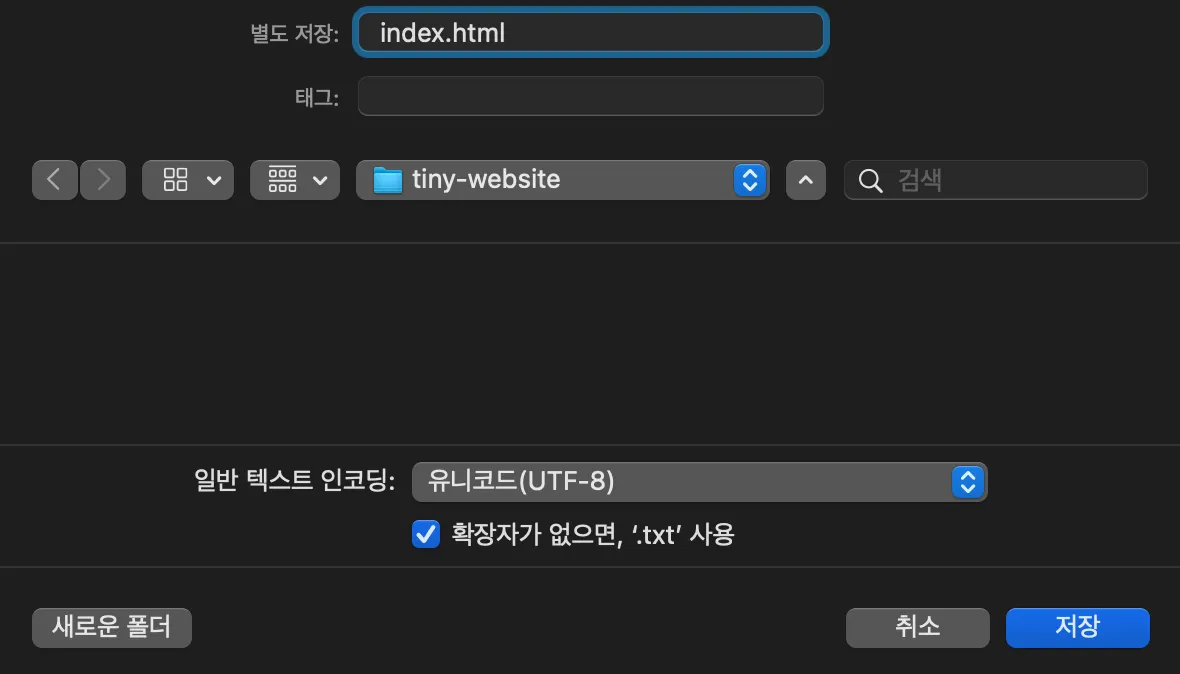 별도 저장: index.html
태그:
tiny-website 검색
일반 텍스트 인코딩: 유니코드(UTF-8)
확장자가 없으면, ‘.txt’ 사용
새로운 폴더 취소 저장